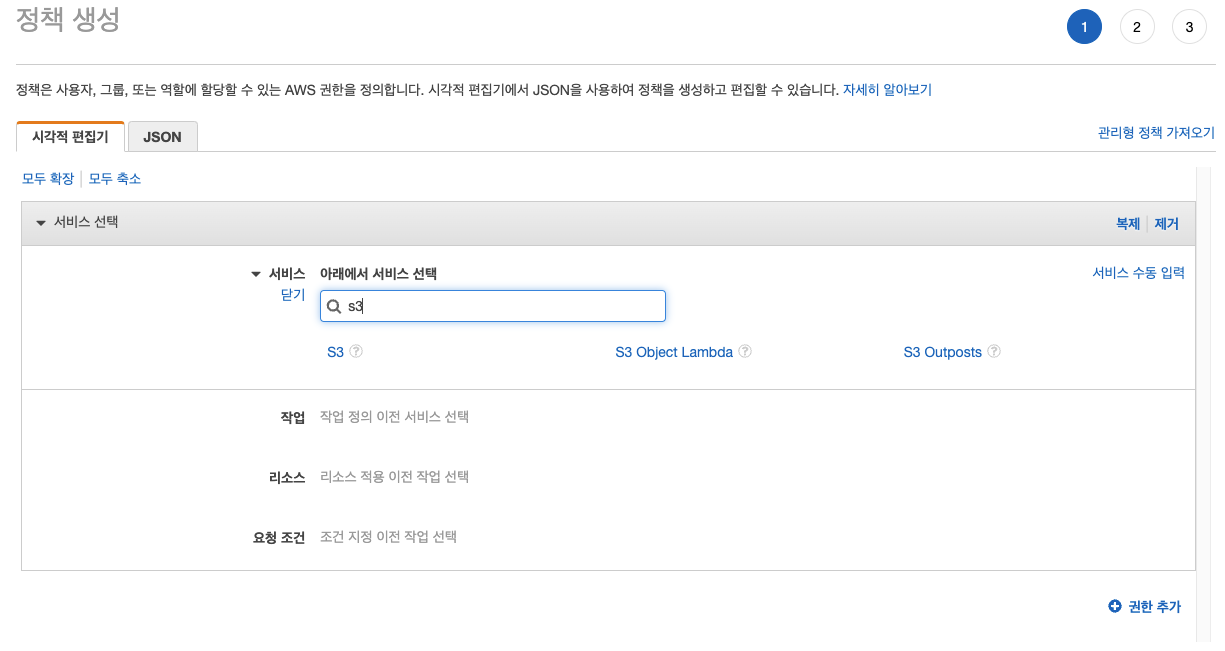 정책 생성
1 2 3
정책은 사용자, 그룹, 또는 역할에 할당할 수 있는 AWS 권한을 정의합니다. 시각적 편집기에서 JSON을 사용하여 정책을 생성하고 편집할 수 있습니다. 자세히 알아보기
시각적 편집기 JSON 관리형 정책 가져오기
모두 확장 모두 축소
서비스 선택 복제 제거
서비스 아래에서 서비스 선택 서비스 수동 입력
닫기 s3
S3 S3 Object Lambda S3 Outposts
작업 작업 정의 이전 서비스 선택
리소스 리소스 적용 이전 작업 선택
요청 조건 조건 지정 이전 작업 선택
권한 추가